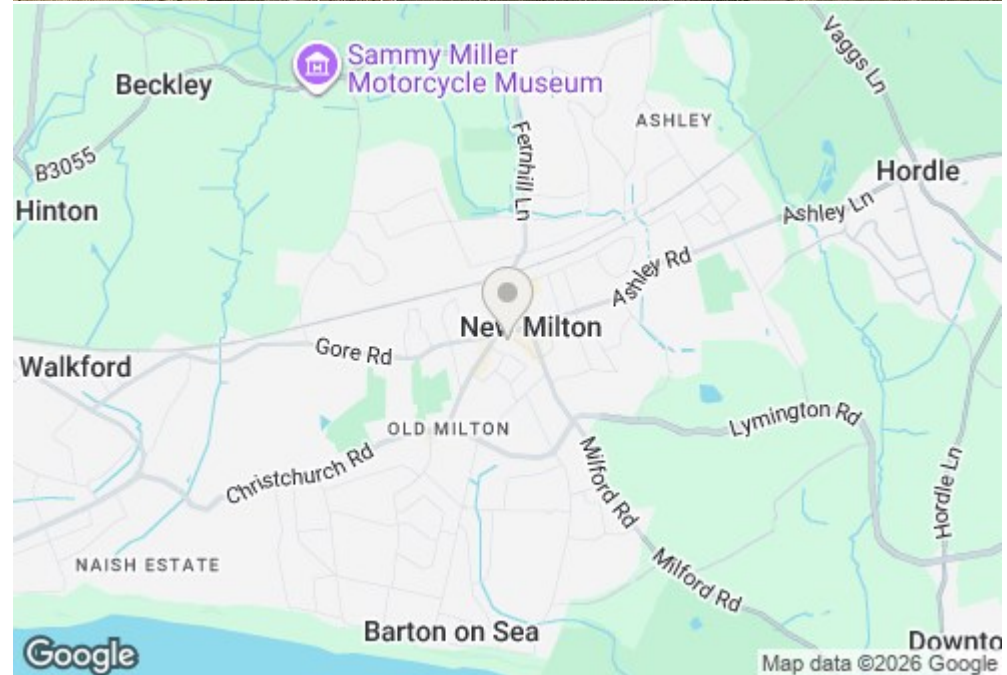 Sammy Miller
Motorcycle Museum
Beckley
Vaggs Ln
ASHLEY
Fernhill Ln
B3055
Hordle
Hinton
Ashley Ln
Ashley Rd
New Milton
Gore Rd
Walkford
OLD MILTON
Lymington Rd
Christchurch Rd
Milford Rd
Hordle Ln
NAISH ESTATE
Milford Rd
Barton on Sea
Downto
Google
Map data ©2026 Google